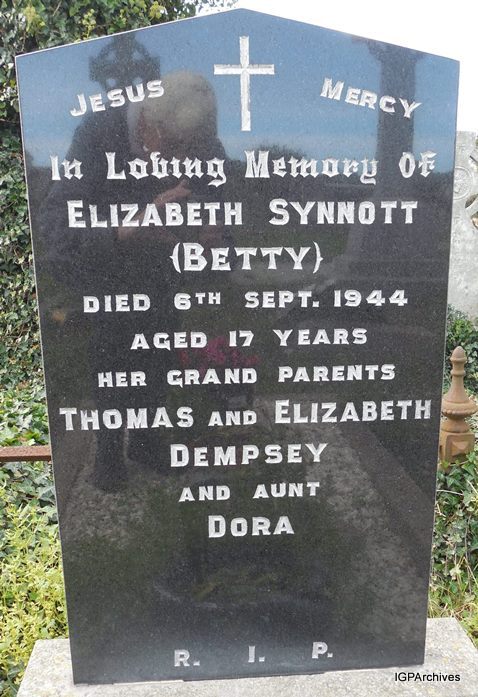 JESUS MERCY
In Loving Memory Of
ELIZABETH SYNNOTT
(BETTY)
DIED 6TH SEPT. 1944
AGED 17 YEARS
HER GRAND PARENTS
THOMAS AND ELIZABETH
DEMPSEY
AND AUNT
DORA
R. I. P.
IGPArchives